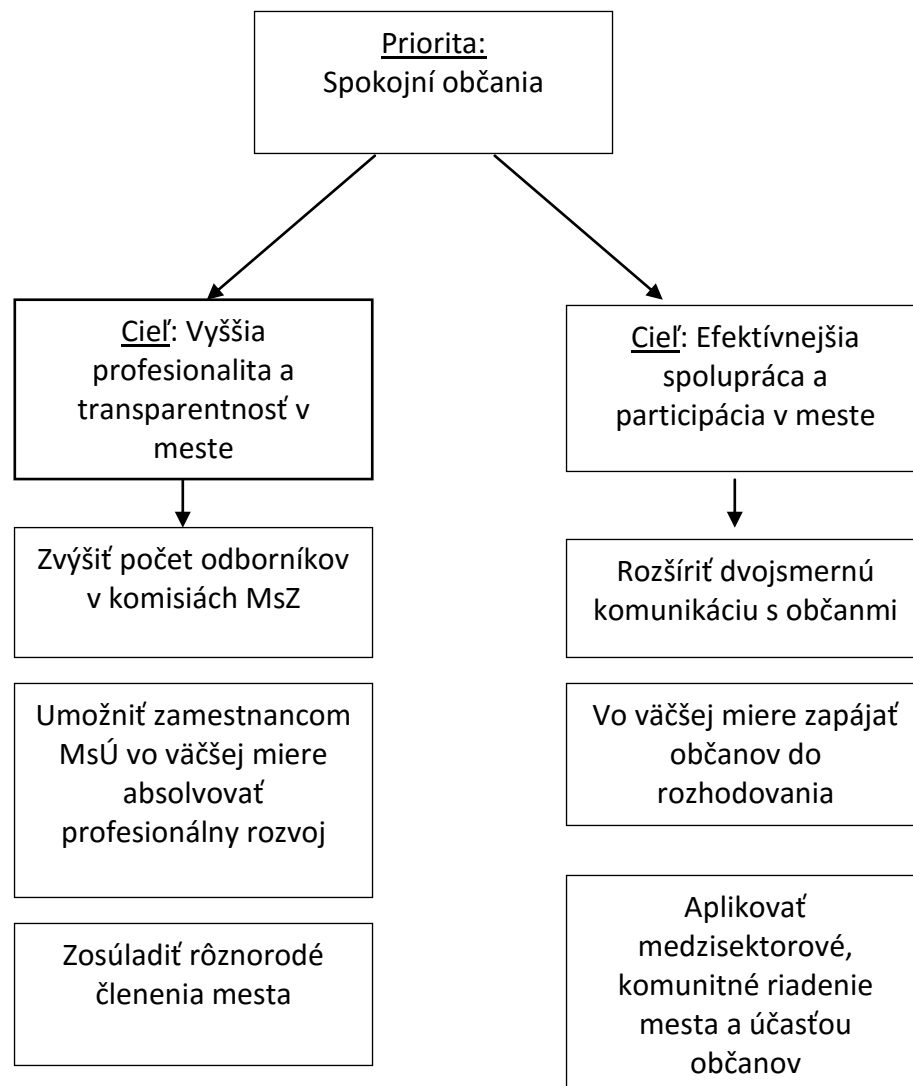 Priorita:
Spokojní občania
Cieľ: Vyššia
profesionalita a
transparentnosť v
meste
Zvýšiť počet odborníkov
v komisiách MsZ
Umožniť zamestnancom
MsÚ vo väčšej miere
absolvovať
profesionálny rozvoj
Zosúladiť rôznorodé
členenia mesta
Cieľ: Efektívnejšia
spolupráca a
participácia v meste
Rozšíriť dvojsmernú
komunikáciu s občanmi
Vo väčšej miere zapájať
občanov do
rozhodovania
Aplikovať
medzisektorové,
komunitné riadenie
mesta a účasťou
občanov